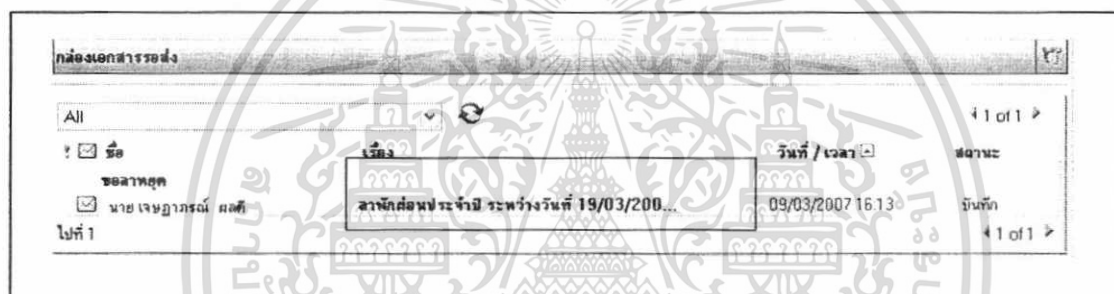 กล่องเอกสารรอส่ง
All
1 of 1
ชื่อ เรื่อง วันที่ / เวลา สถานะ
ขอลาหยุด
นาย เจษฎาภรณ์ ผลดี ลาพักผ่อนประจำปี ระหว่างวันที่ 19/03/200... 09/03/2007 16:13 บันทึก
ไปที่ 1 1 of 1